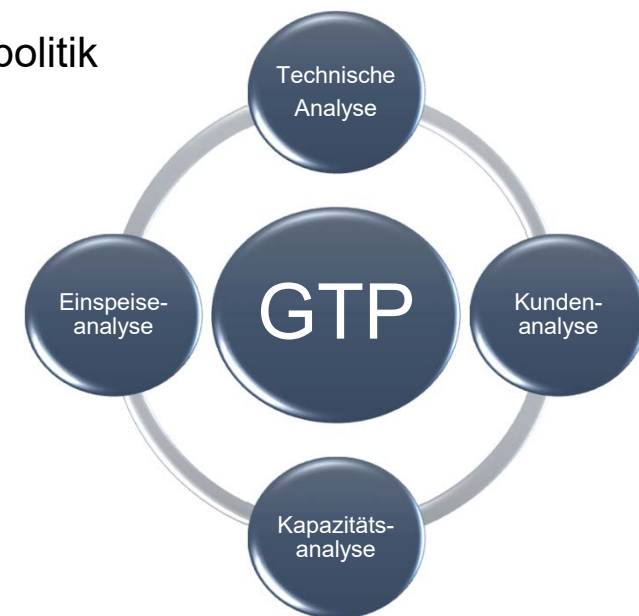 politik
Technische
Analyse
Einspeise-
analyse
GTP
Kunden-
analyse
Kapazitäts-
analyse